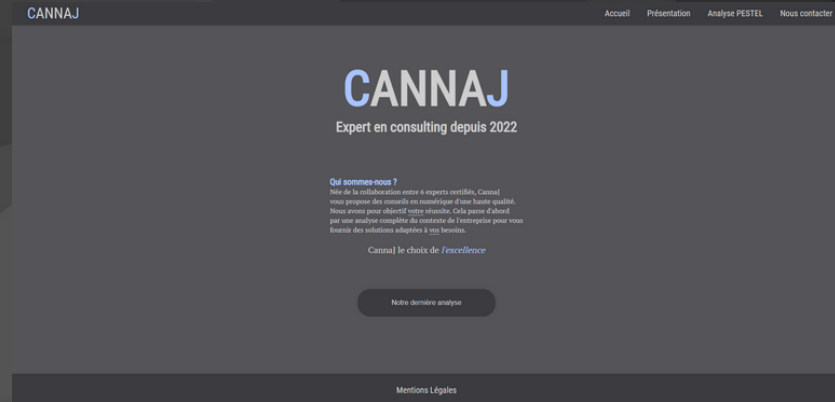 CANNAJ
Accueil Présentation Analyse PESTEL Nous contacter
CANNAJ
Expert en consulting depuis 2022
Qui sommes-nous ?
Née de la collaboration entre 6 experts certifiés, CannaJ
vous propose des conseils en numérique d'une haute qualité.
Nous avons pour objectif votre réussite. Cela passe d'abord
par une analyse complète du contexte de l'entreprise pour vous
fournir des solutions adaptées à vos besoins.
CannaJ le choix de l'excellence
Notre dernière analyse
Mentions Légales